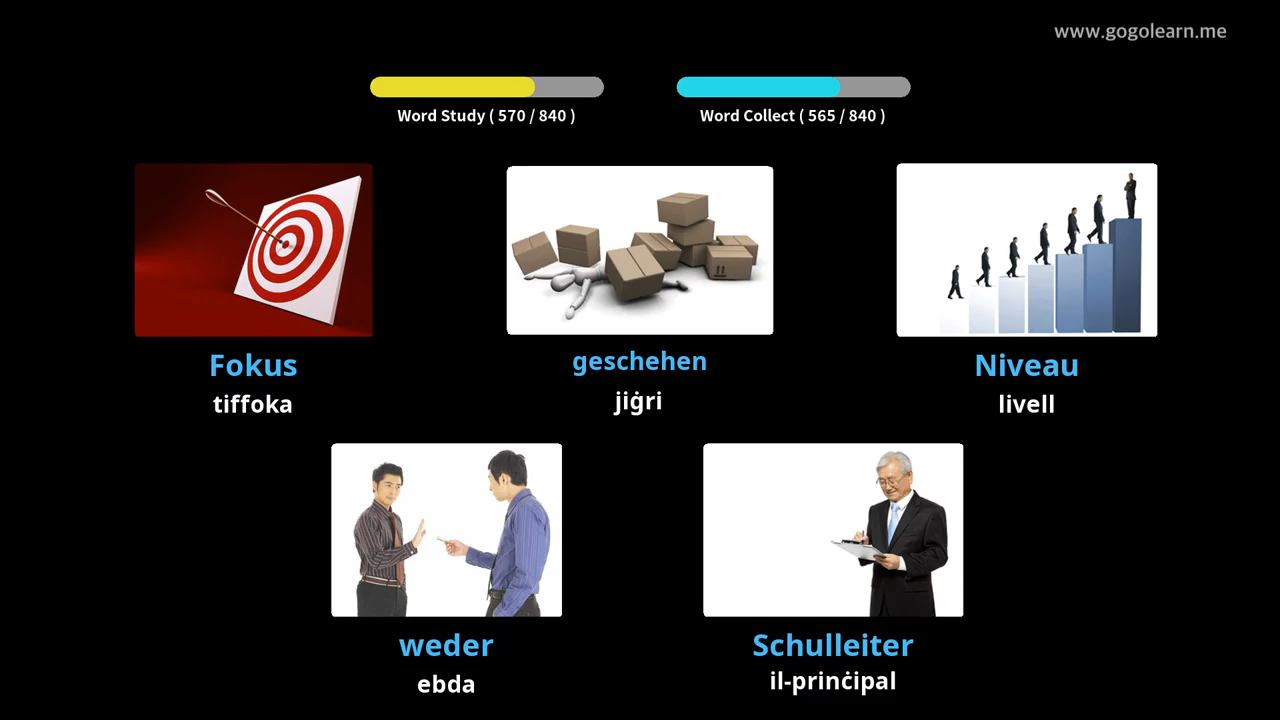 www.gogolearn.me
Word Study ( 570 / 840 )
Word Collect ( 565 / 840 )
Fokus
tiffoka
geschehen
jiġri
Niveau
livell
weder
ebda
Schulleiter
il-prinċipal